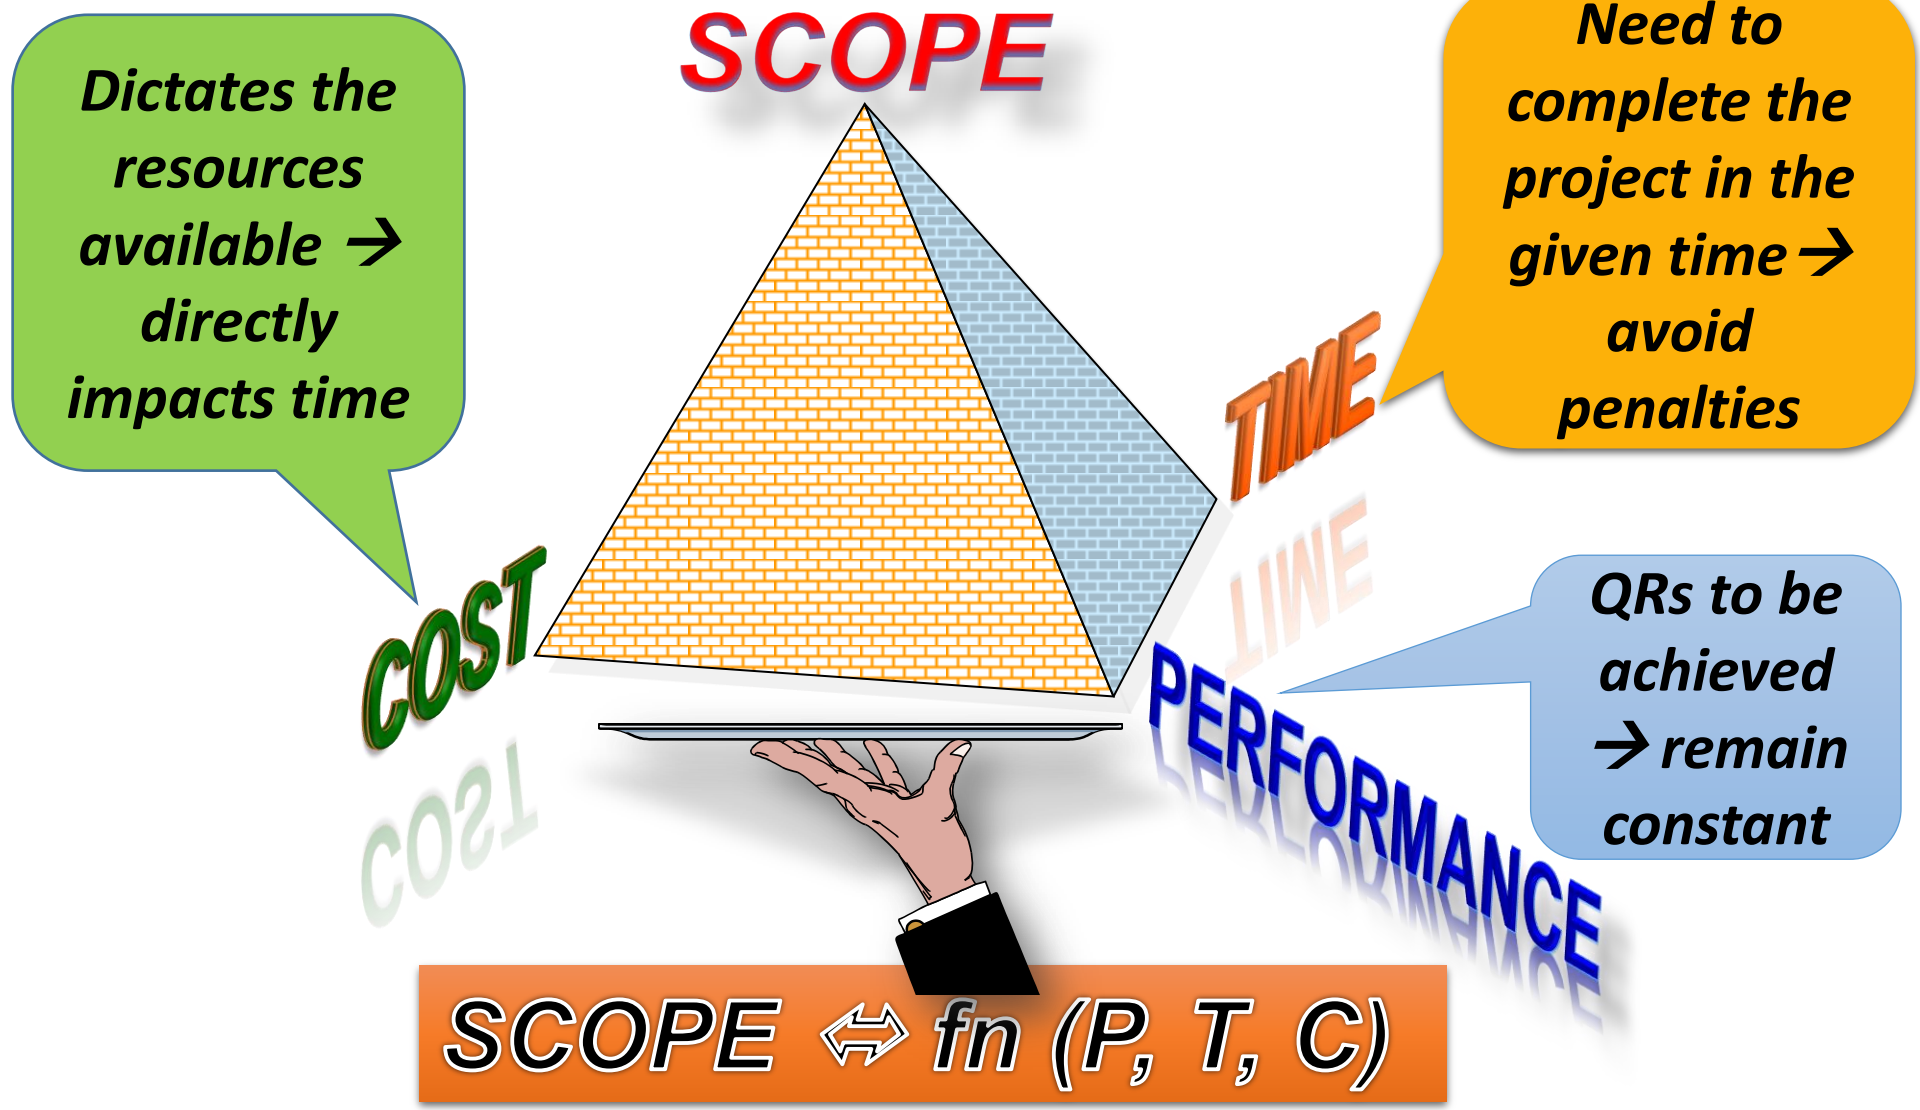 SCOPE
Dictates the
resources
available →
directly
impacts time
Need to
complete the
project in the
given time→
avoid
penalties
TIME
COST
QRs to be
achieved
→ remain
constant
PERFORMANCE
SCOPE ⇔ fn (P, T, C)